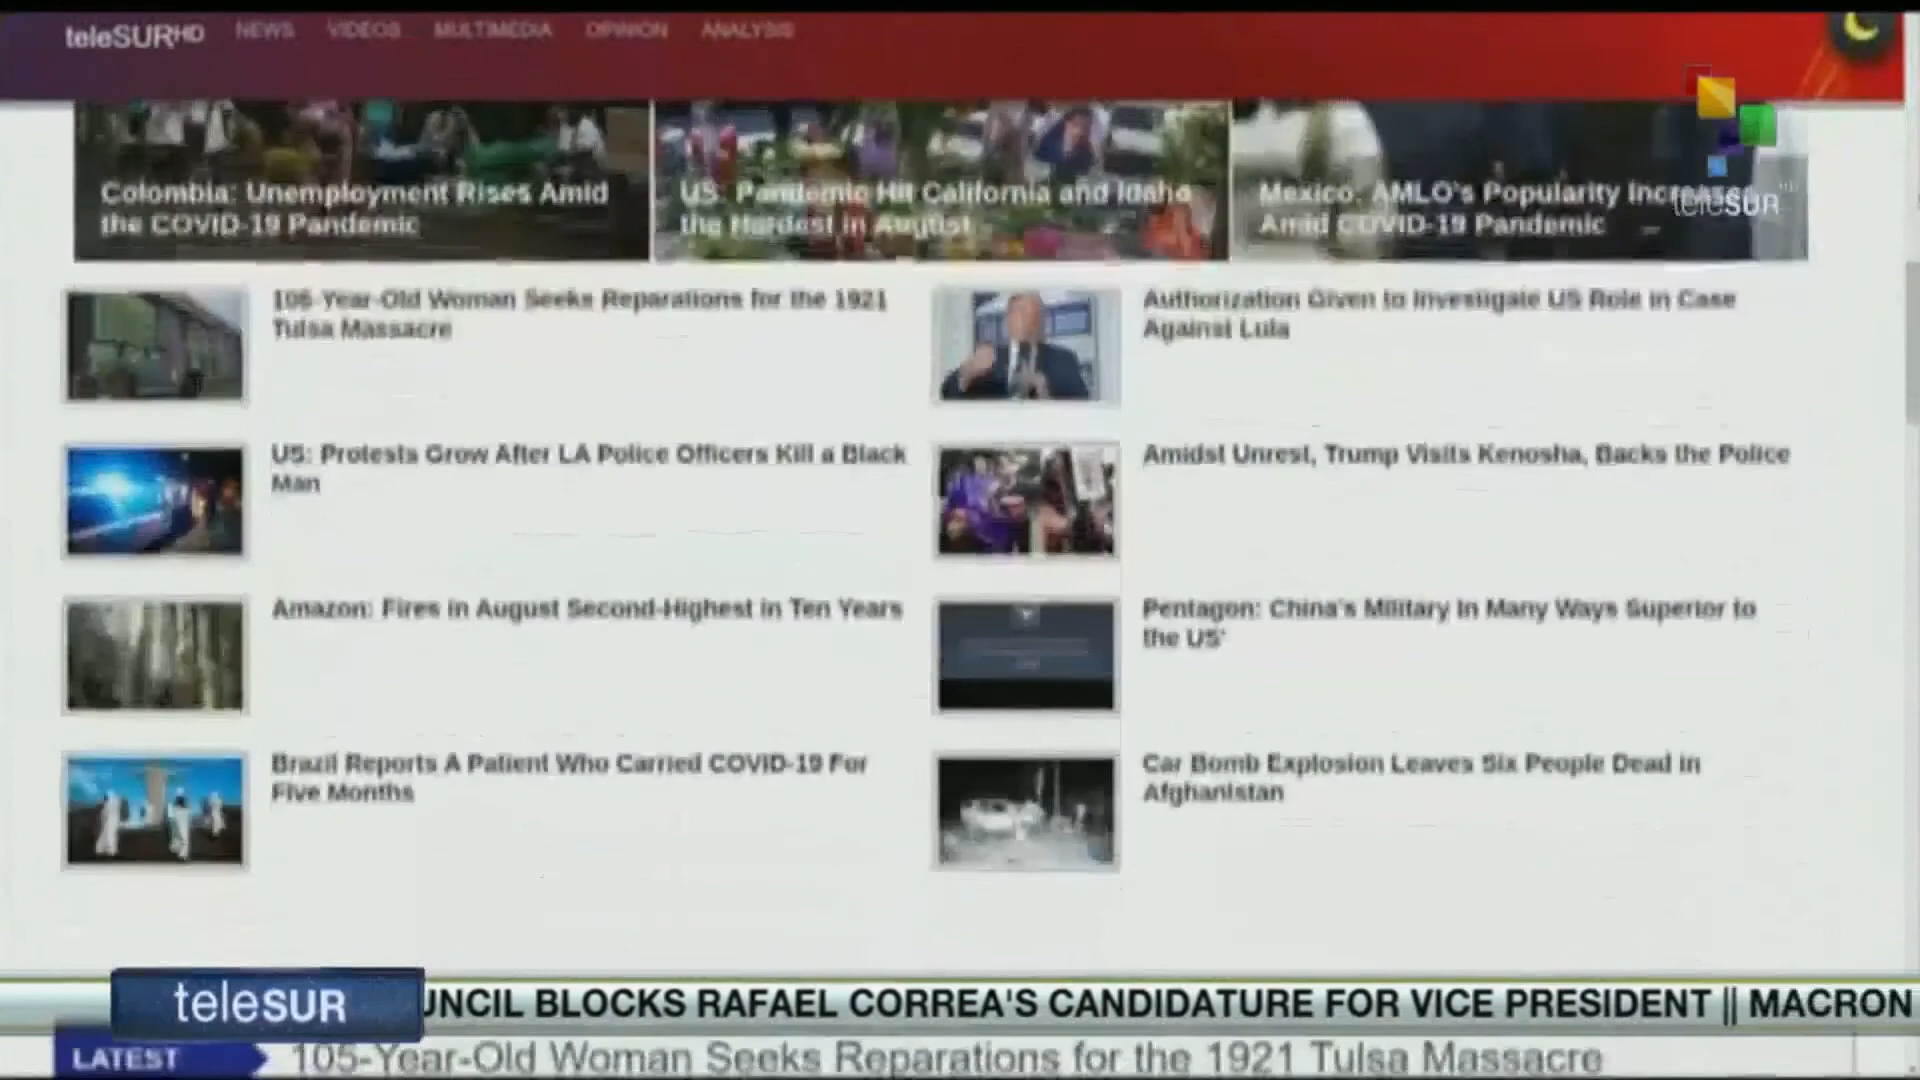 teleSURHD NEWS VIDEOS MULTIMEDIA OPINION ANALYSIS
Colombia: Unemployment Rises Amid
the COVID-19 Pandemic
US: Pandemic Hit California and Idaho
the Hardest in August
Mexico: AMLO's Popularity Increases
Amid COVID-19 Pandemic
teleSUR
105-Year-Old Woman Seeks Reparations for the 1921
Tulsa Massacre
Authorization Given to Investigate US Role in Case
Against Lula
US: Protests Grow After LA Police Officers Kill a Black
Man
Amidst Unrest, Trump Visits Kenosha, Backs the Police
Amazon: Fires in August Second-Highest in Ten Years
Pentagon: China's Military In Many Ways Superior to
the US'
Brazil Reports A Patient Who Carried COVID-19 For
Five Months
Car Bomb Explosion Leaves Six People Dead in
Afghanistan
teleSUR UNCIL BLOCKS RAFAEL CORREA'S CANDIDATURE FOR VICE PRESIDENT || MACRON
LATEST 105-Year-Old Woman Seeks Reparations for the 1921 Tulsa Massacre